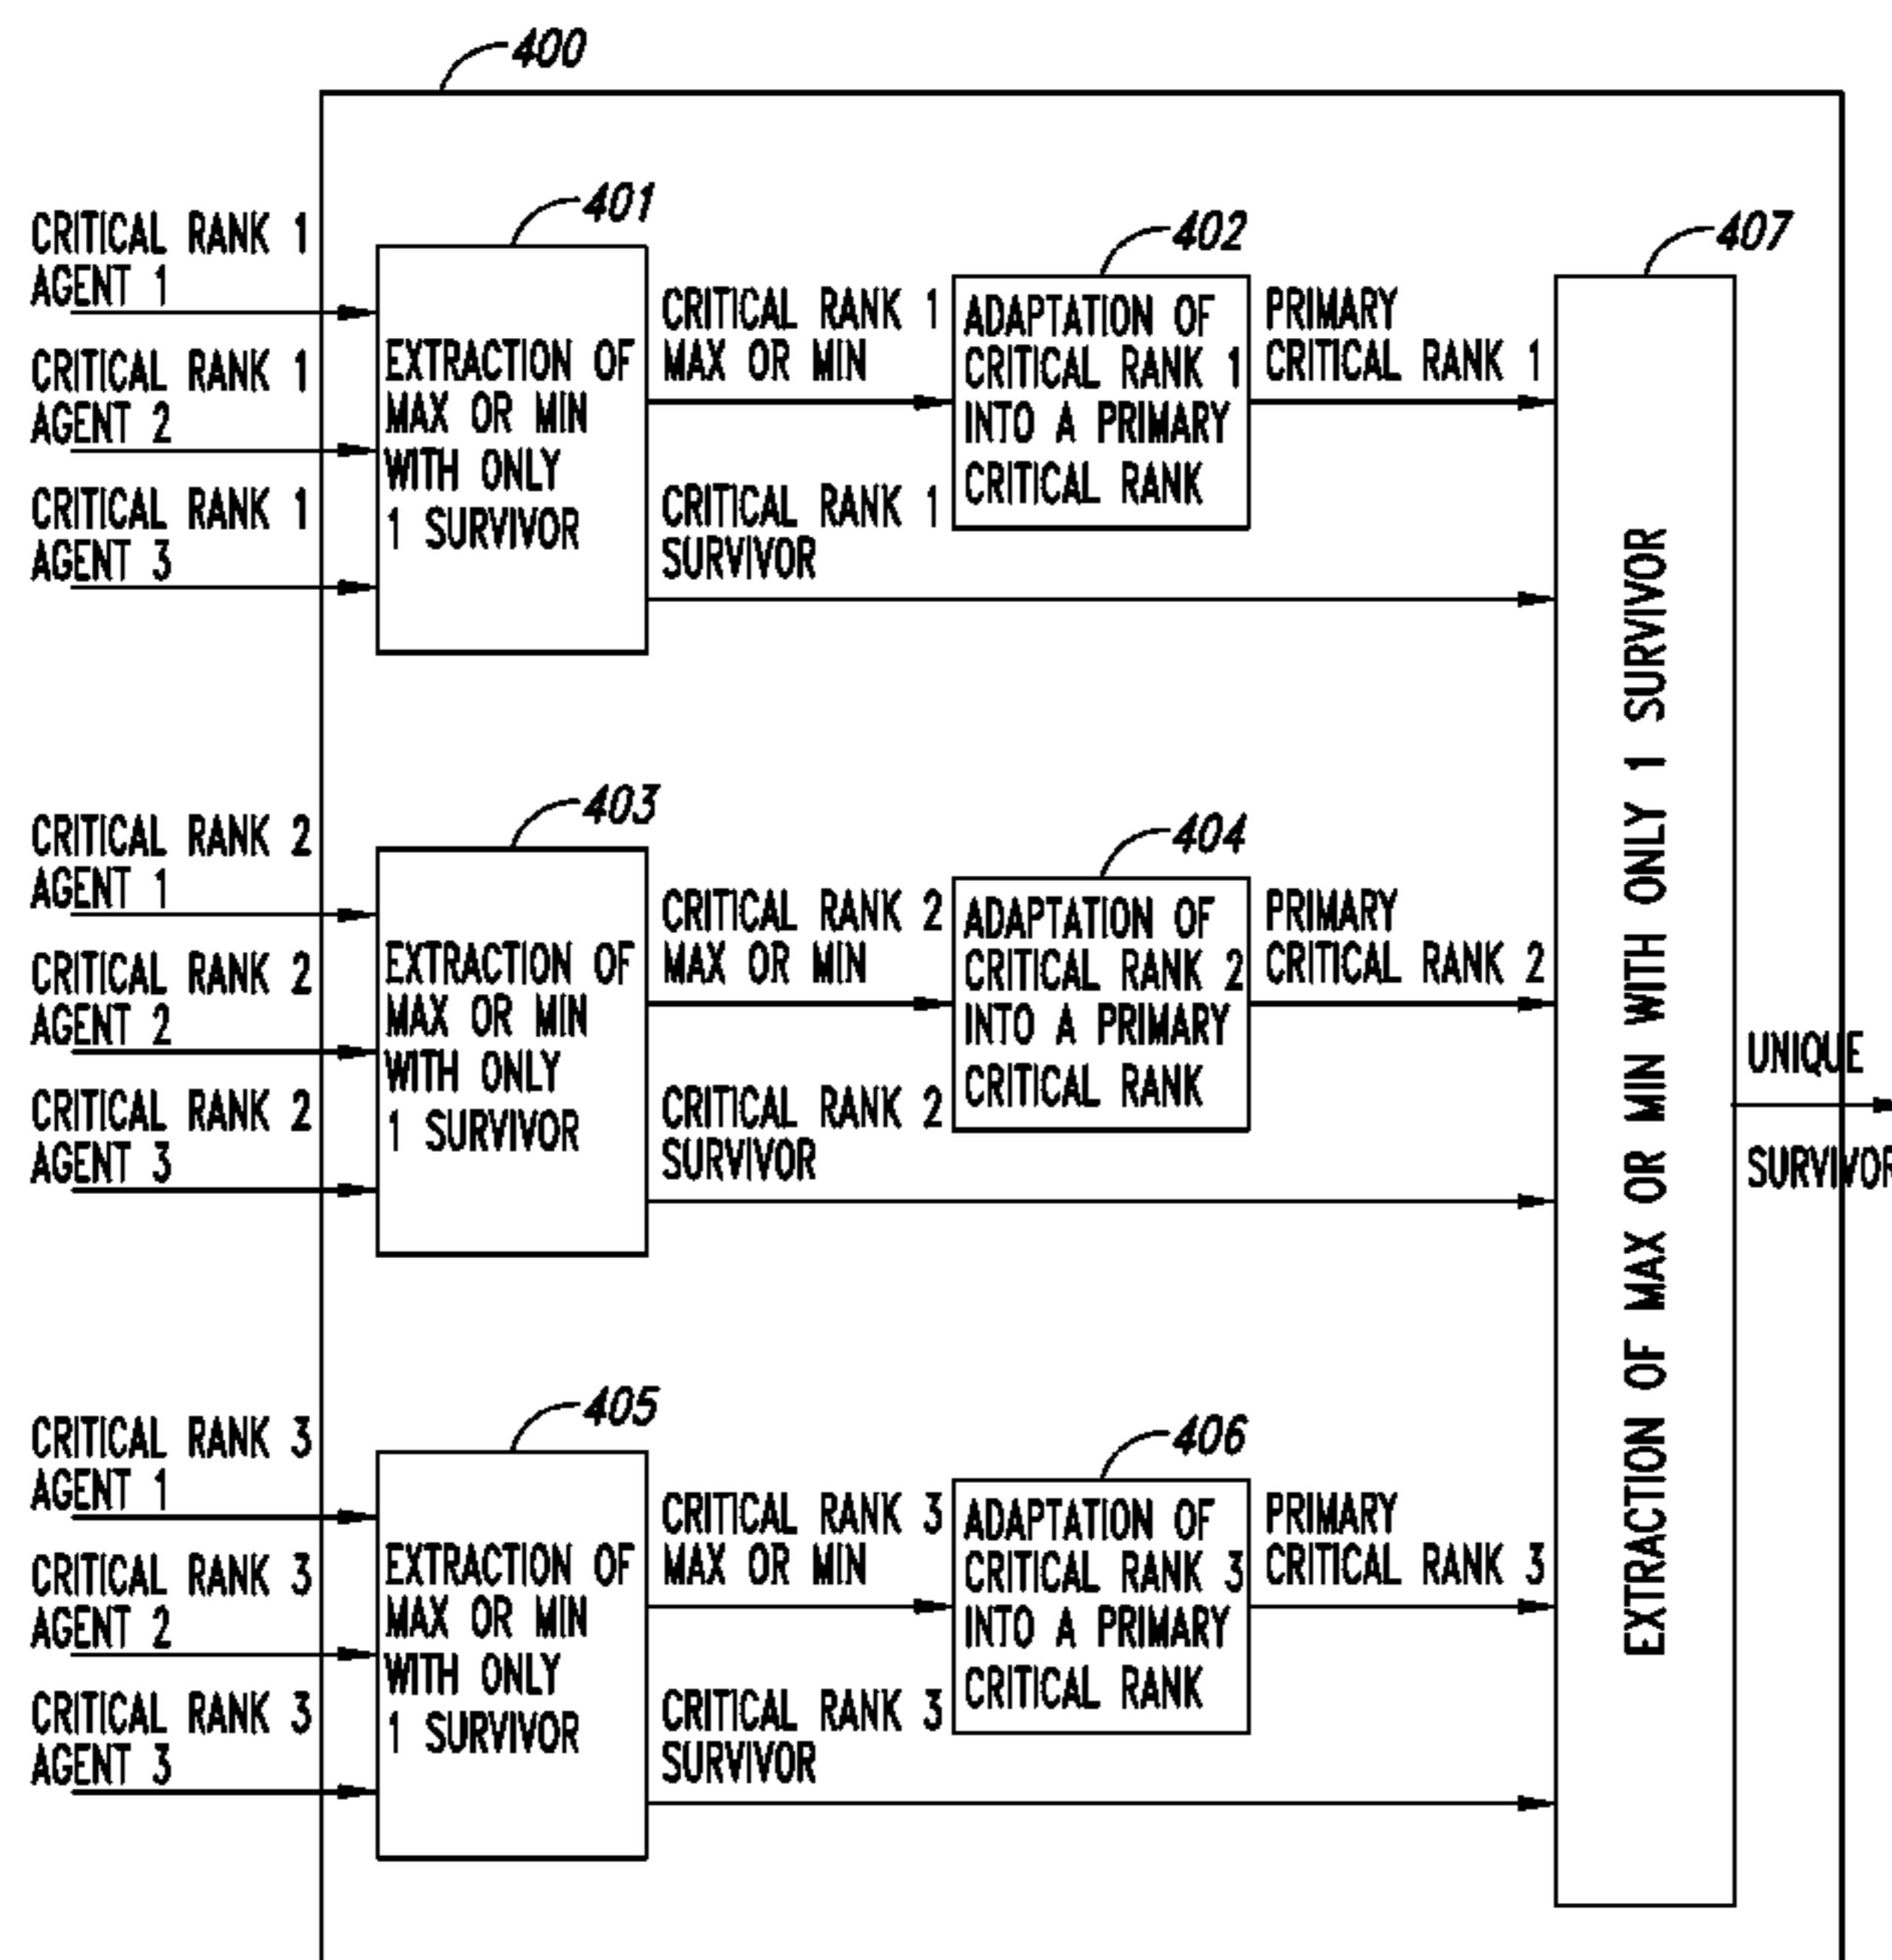 400
401
CRITICAL RANK 1
AGENT 1
CRITICAL RANK 1
AGENT 2
CRITICAL RANK 1
AGENT 3
EXTRACTION OF
MAX OR MIN
WITH ONLY
1 SURVIVOR
CRITICAL RANK 1
MAX OR MIN
CRITICAL RANK 1
SURVIVOR
402
ADAPTATION OF
CRITICAL RANK 1
INTO A PRIMARY
CRITICAL RANK
PRIMARY
CRITICAL RANK 1
407
EXTRACTION OF MAX OR MIN WITH ONLY 1 SURVIVOR
403
CRITICAL RANK 2
AGENT 1
CRITICAL RANK 2
AGENT 2
CRITICAL RANK 2
AGENT 3
EXTRACTION OF
MAX OR MIN
WITH ONLY
1 SURVIVOR
CRITICAL RANK 2
MAX OR MIN
CRITICAL RANK 2
SURVIVOR
404
ADAPTATION OF
CRITICAL RANK 2
INTO A PRIMARY
CRITICAL RANK
PRIMARY
CRITICAL RANK 2
UNIQUE
SURVIVOR
405
CRITICAL RANK 3
AGENT 1
CRITICAL RANK 3
AGENT 2
CRITICAL RANK 3
AGENT 3
EXTRACTION OF
MAX OR MIN
WITH ONLY
1 SURVIVOR
CRITICAL RANK 3
MAX OR MIN
CRITICAL RANK 3
SURVIVOR
406
ADAPTATION OF
CRITICAL RANK 3
INTO A PRIMARY
CRITICAL RANK
PRIMARY
CRITICAL RANK 3